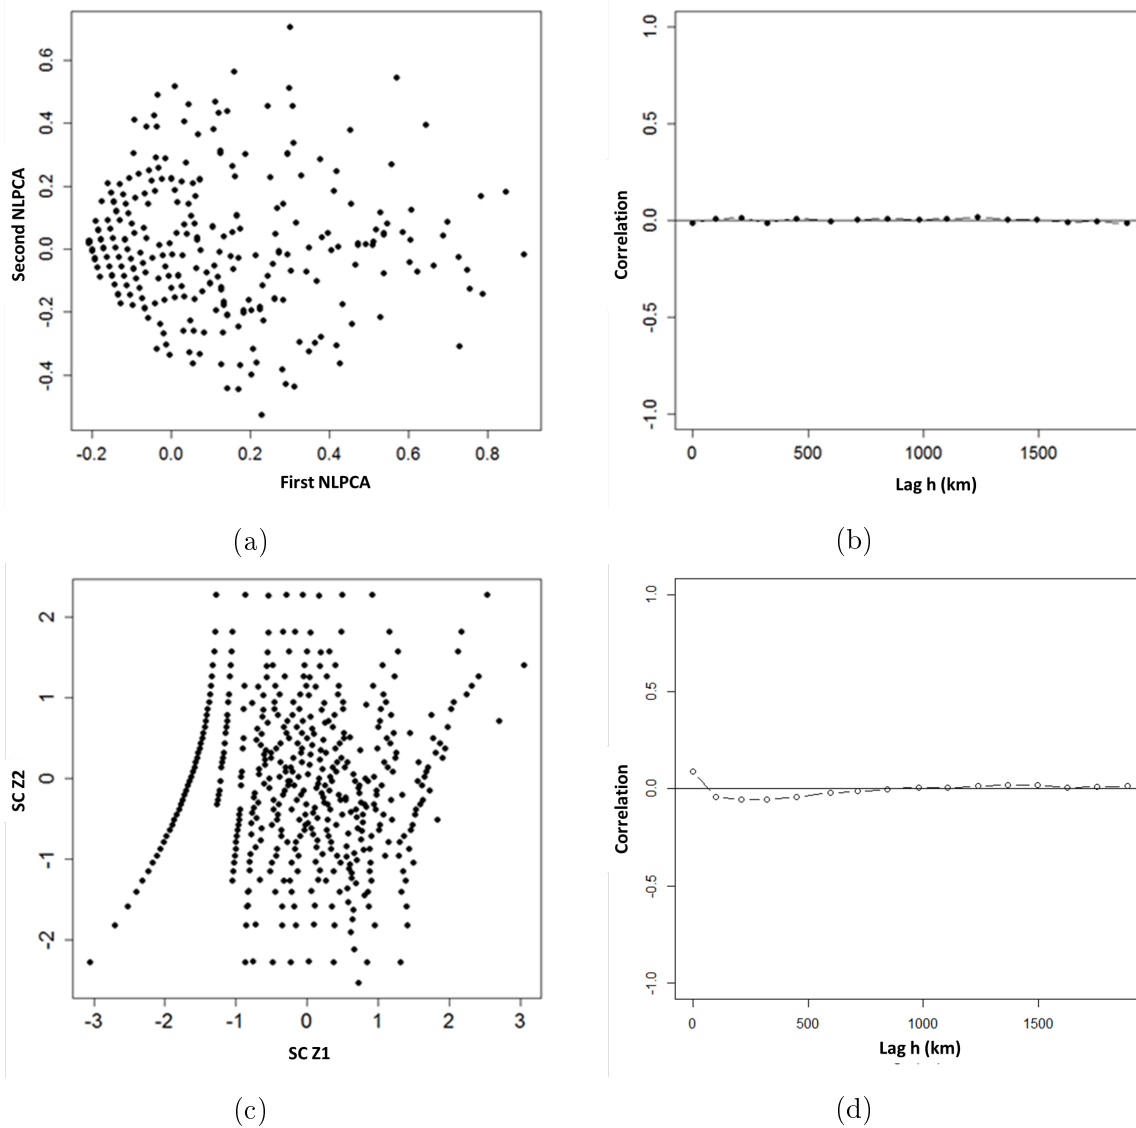 0.6
0.4
0.2
0.0
-0.2
-0.4
Second NLPCA
-0.2 0.0 0.2 0.4 0.6 0.8
First NLPCA
(a)
1.0
0.5
0.0
-0.5
-1.0
Correlation
0 500 1000 1500
Lag h (km)
(b)
2
1
0
-1
-2
SC Z2
-3 -2 -1 0 1 2 3
SC Z1
(c)
1.0
0.5
0.0
-0.5
-1.0
Correlation
0 500 1000 1500
Lag h (km)
(d)